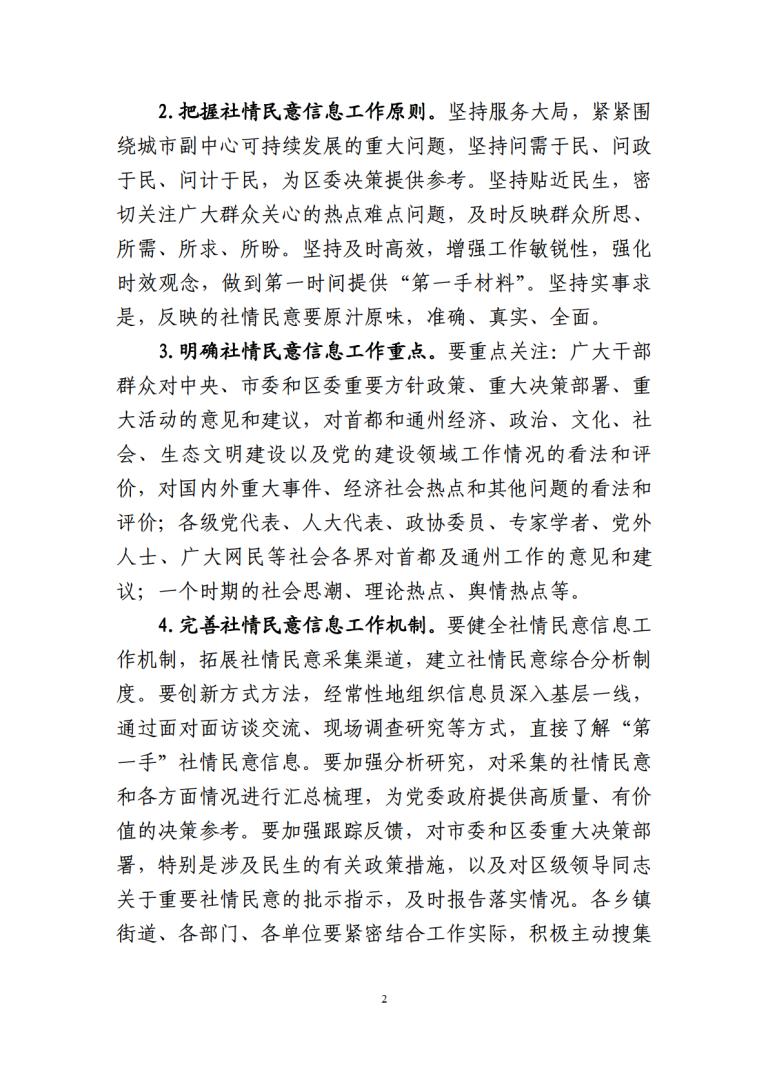 2. 把握社情民意信息工作原则。坚持服务大局，紧紧围
绕城市副中心可持续发展的重大问题，坚持问需于民、问政
于民、问计于民，为区委决策提供参考。坚持贴近民生，密
切关注广大群众关心的热点难点问题，及时反映群众所思、
所需、所求、所盼。坚持及时高效，增强工作敏锐性，强化
时效观念，做到第一时间提供“第一手材料”。坚持实事求
是，反映的社情民意要原汁原味，准确、真实、全面。
3. 明确社情民意信息工作重点。要重点关注：广大干部
群众对中央、市委和区委重要方针政策、重大决策部署、重
大活动的意见和建议，对首都和通州经济、政治、文化、社
会、生态文明建设以及党的建设领域工作情况的看法和评
价，对国内外重大事件、经济社会热点和其他问题的看法和
评价；各级党代表、人大代表、政协委员、专家学者、党外
人士、广大网民等社会各界对首都及通州工作的意见和建
议；一个时期的社会思潮、理论热点、舆情热点等。
4. 完善社情民意信息工作机制。要健全社情民意信息工
作机制，拓展社情民意采集渠道，建立社情民意综合分析制
度。要创新方式方法，经常性地组织信息员深入基层一线，
通过面对面访谈交流、现场调查研究等方式，直接了解“第
一手”社情民意信息。要加强分析研究，对采集的社情民意
和各方面情况进行汇总梳理，为党委政府提供高质量、有价
值的决策参考。要加强跟踪反馈，对市委和区委重大决策部
署，特别是涉及民生的有关政策措施，以及对区级领导同志
关于重要社情民意的批示指示，及时报告落实情况。各乡镇
街道、各部门、各单位要紧密结合工作实际，积极主动搜集
2